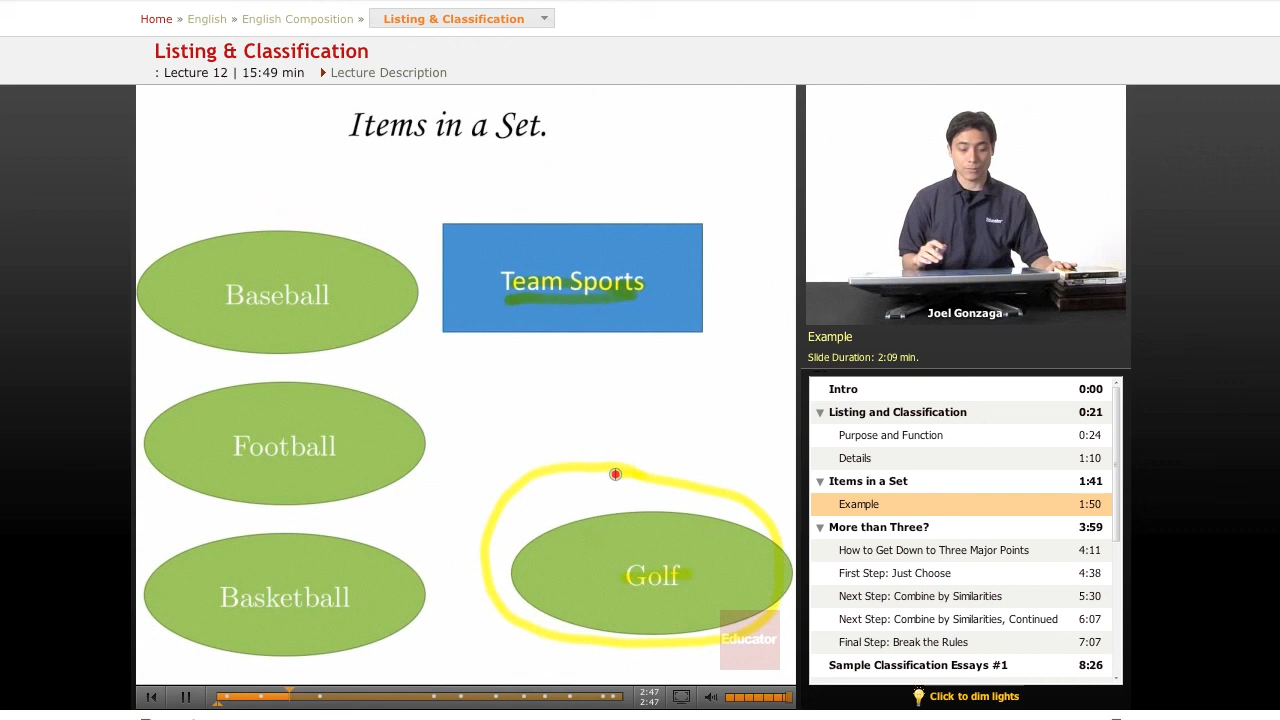 Home » English » English Composition » Listing & Classification
Listing & Classification
: Lecture 12 | 15:49 min Lecture Description
Items in a Set.
Baseball
Team Sports
Football
Basketball
Golf
Educator
2:47
2:47
Educator
Joel Gonzaga
Example
Slide Duration: 2:09 min.
Intro 0:00
Listing and Classification 0:21
Purpose and Function 0:24
Details 1:10
Items in a Set 1:41
Example 1:50
More than Three? 3:59
How to Get Down to Three Major Points 4:11
First Step: Just Choose 4:38
Next Step: Combine by Similarities 5:30
Next Step: Combine by Similarities, Continued 6:07
Final Step: Break the Rules 7:07
Sample Classification Essays #1 8:26
Click to dim lights